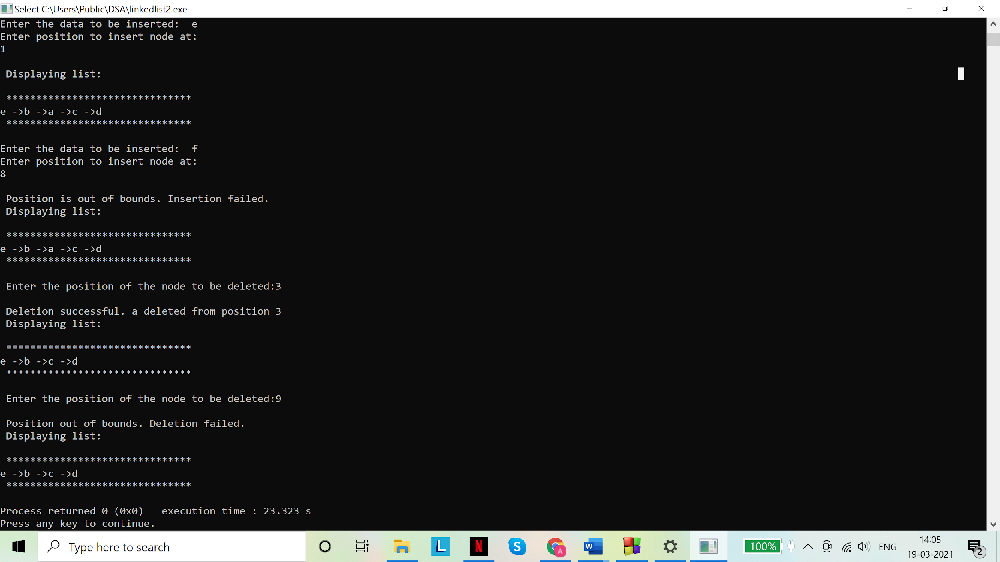 Select C:\Users\Public\DSA\linkedlist2.exe
Enter the data to be inserted:  e
Enter position to insert node at:
1
Displaying list:
*******************************
e ->b ->a ->c ->d
*******************************
Enter the data to be inserted:  f
Enter position to insert node at:
8
Position is out of bounds. Insertion failed.
Displaying list:
*******************************
e ->b ->a ->c ->d
*******************************
Enter the position of the node to be deleted:3
Deletion successful. a deleted from position 3
Displaying list:
*******************************
e ->b ->c ->d
*******************************
Enter the position of the node to be deleted:9
Position out of bounds. Deletion failed.
Displaying list:
*******************************
e ->b ->c ->d
*******************************
Process returned 0 (0x0)   execution time : 23.323 s
Press any key to continue.
Type here to search
L
N
S
A
W
100%
ENG
14:05
19-03-2021
2